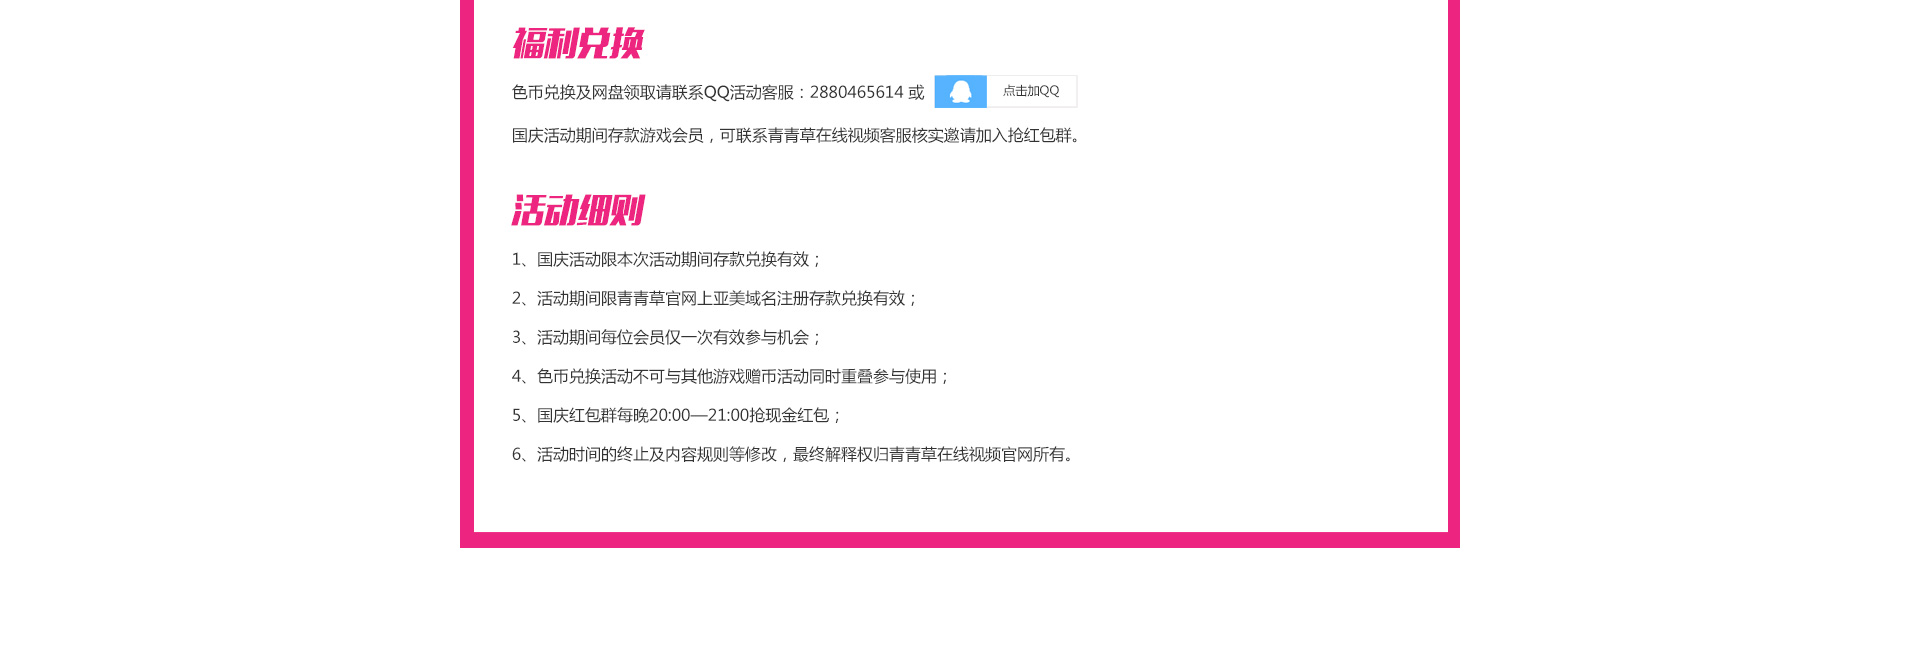 福利兑换
色币兑换及网盘领取请联系QQ活动客服：2880465614 或 点击加QQ
国庆活动期间存款游戏会员，可联系青青草在线视频客服核实邀请加入抢红包群。
活动细则
1、国庆活动限本次活动期间存款兑换有效；
2、活动期间限青青草官网上亚美域名注册存款兑换有效；
3、活动期间每位会员仅一次有效参与机会；
4、色币兑换活动不可与其他游戏赠币活动同时重叠参与使用；
5、国庆红包群每晚20:00—21:00抢现金红包；
6、活动时间的终止及内容规则等修改，最终解释权归青青草在线视频官网所有。